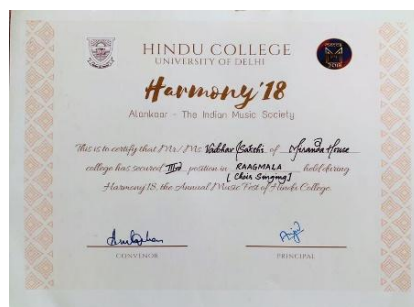 HINDU COLLEGE
UNIVERSITY OF DELHI
Harmony'18
Alankaar - The Indian Music Society
This is to certify that Mr./Ms. Vaibhav of Miranda House
college has secured IIIrd position in RAAGMALA held during
[Choir Singing]
Harmony'18, the Annual Music Fest of Hindu College.
CONVENOR
PRINCIPAL